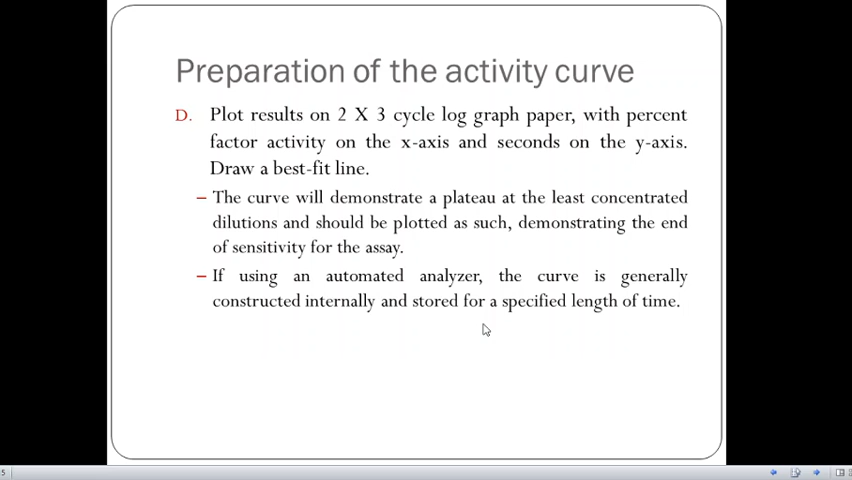 Preparation of the activity curve
D. Plot results on 2 X 3 cycle log graph paper, with percent
factor activity on the x-axis and seconds on the y-axis.
Draw a best-fit line.
– The curve will demonstrate a plateau at the least concentrated
dilutions and should be plotted as such, demonstrating the end
of sensitivity for the assay.
– If using an automated analyzer, the curve is generally
constructed internally and stored for a specified length of time.
5